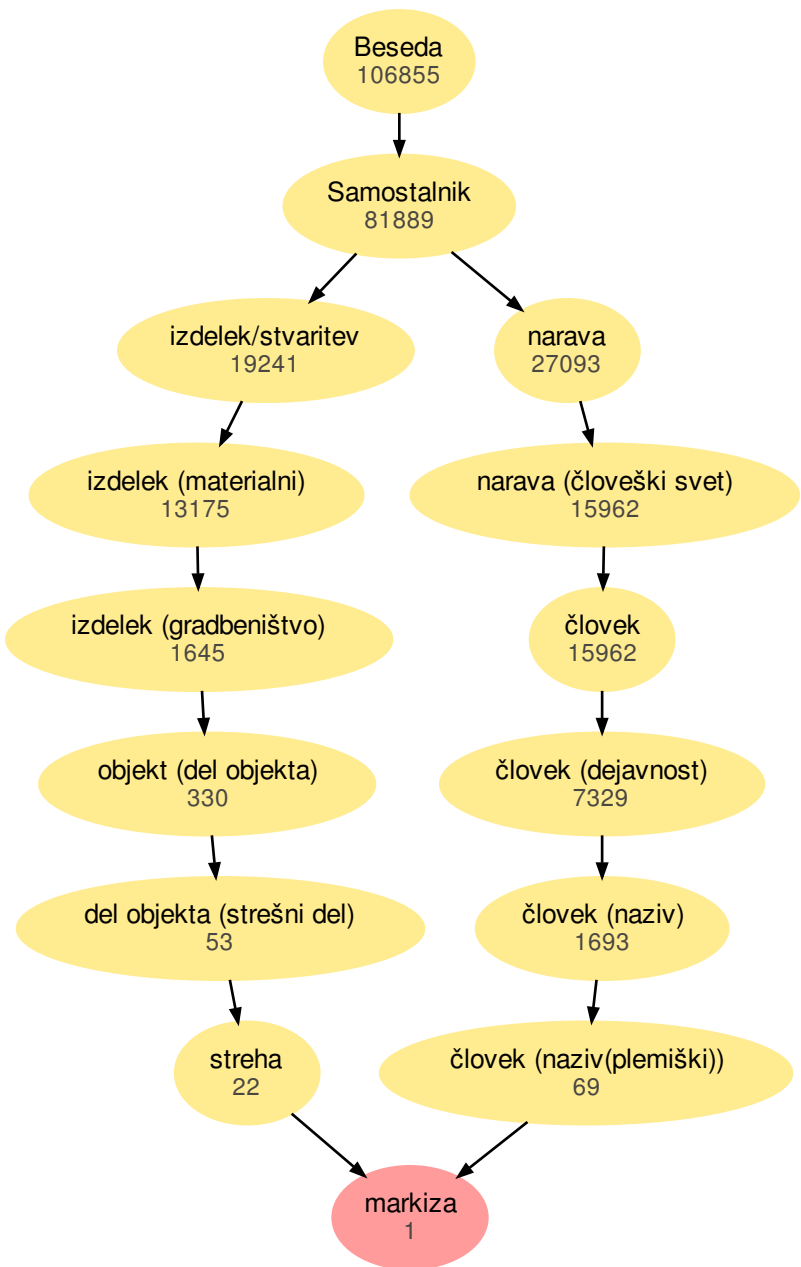 Beseda
106855
Samostalnik
81889
izdelek/stvaritev
19241
narava
27093
izdelek (materialni)
13175
narava (človeški svet)
15962
izdelek (gradbeništvo)
1645
človek
15962
objekt (del objekta)
330
človek (dejavnost)
7329
del objekta (strešni del)
53
človek (naziv)
1693
streha
22
človek (naziv(plemiški))
69
markiza
1